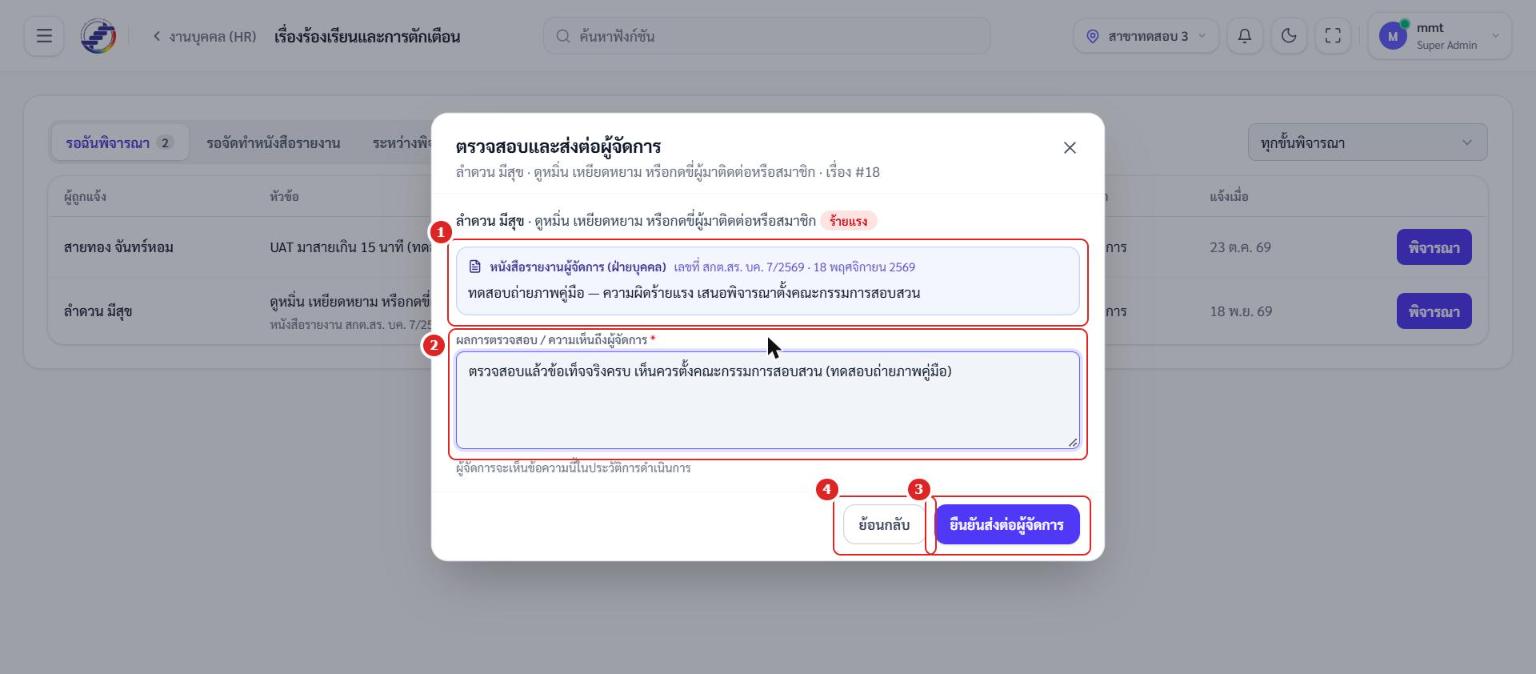 งานบุคคล (HR)
เรื่องร้องเรียนและการตักเตือน
ค้นหาฟังก์ชัน
สาขาทดสอบ 3
M
mmt
Super Admin
รอฉันพิจารณา 2
รอจัดทำหนังสือรายงาน
ทุกขั้นพิจารณา
ผู้ถูกแจ้ง
หัวข้อ
แจ้งเมื่อ
สายทอง จันทร์หอม
UAT มาสายเกิน 15 นาที
23 ต.ค. 69
พิจารณา
ลำดวน มีสุข
ดูหมิ่น เหยียดหยาม
หนังสือรายงาน สกต.สร. บค.
18 พ.ย. 69
พิจารณา
ตรวจสอบและส่งต่อผู้จัดการ
ลำดวน มีสุข · ดูหมิ่น เหยียดหยาม หรือกดขี่ผู้มาติดต่อหรือสมาชิก · เรื่อง #18
ลำดวน มีสุข · ดูหมิ่น เหยียดหยาม หรือกดขี่ผู้มาติดต่อหรือสมาชิก ร้ายแรง
1
หนังสือรายงานผู้จัดการ (ฝ่ายบุคคล) เลขที่ สกต.สร. บค. 7/2569 · 18 พฤศจิกายน 2569
ทดสอบถ่ายภาพคู่มือ — ความผิดร้ายแรง เสนอพิจารณาตั้งคณะกรรมการสอบสวน
2
ผลการตรวจสอบ / ความเห็นถึงผู้จัดการ *
ตรวจสอบแล้วข้อเท็จจริงครบ เห็นควรตั้งคณะกรรมการสอบสวน (ทดสอบถ่ายภาพคู่มือ)
ผู้จัดการจะเห็นข้อความนี้ในประวัติการดำเนินการ
4
3
ย้อนกลับ
ยืนยันส่งต่อผู้จัดการ